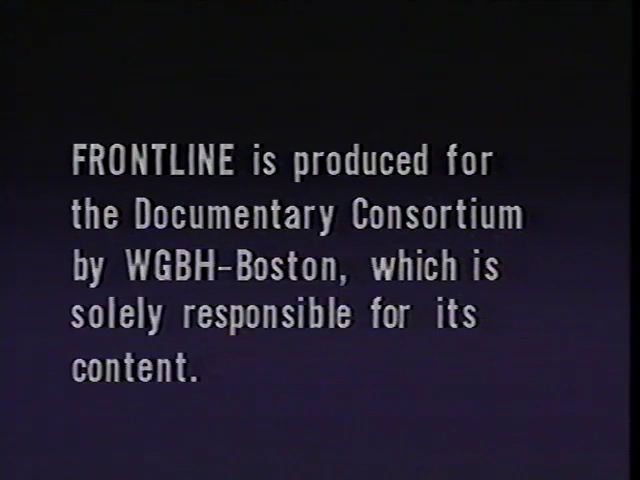 FRONTLINE is produced for
the Documentary Consortium
by WGBH-Boston, which is
solely responsible for its
content.